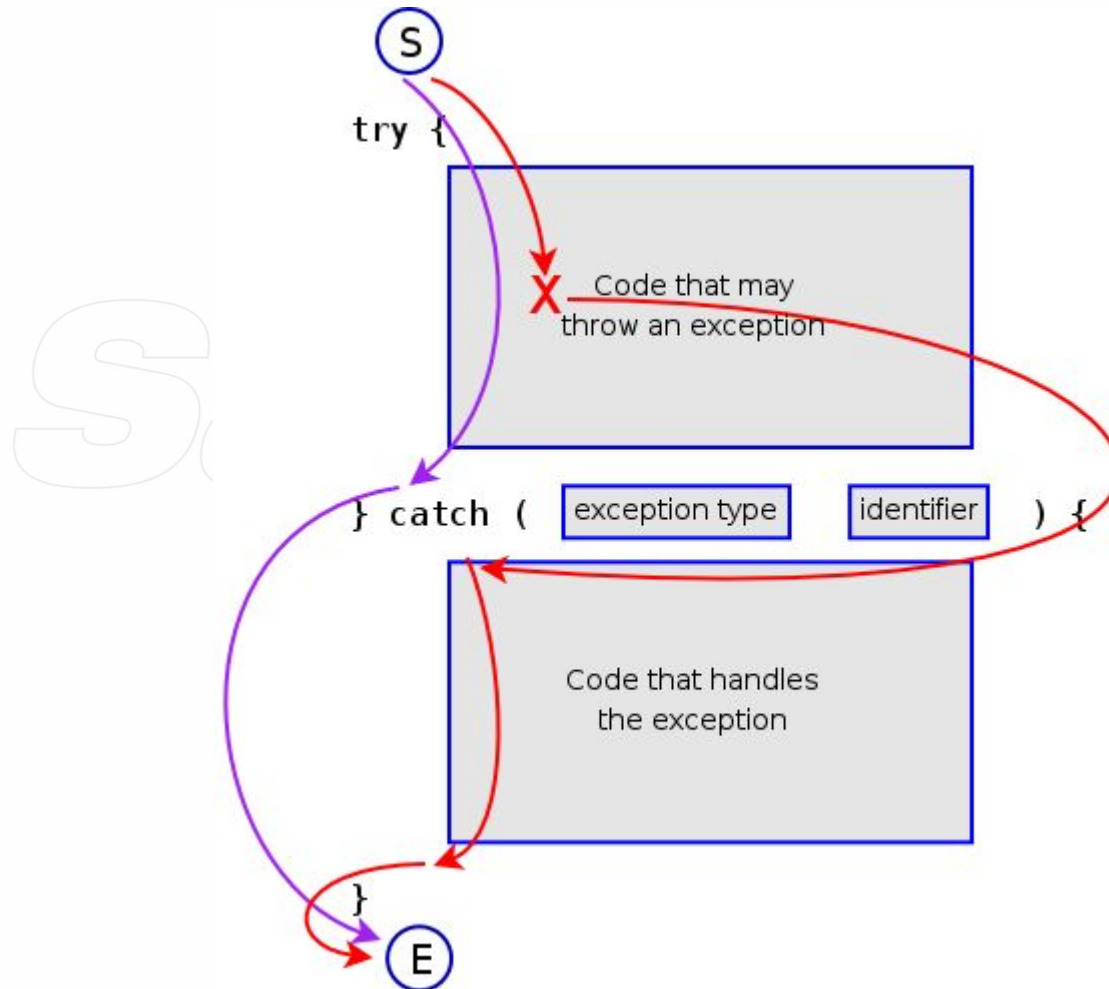 S
try {
X
Code that may
throw an exception
} catch ( exception type identifier ) {
Code that handles
the exception
}
E